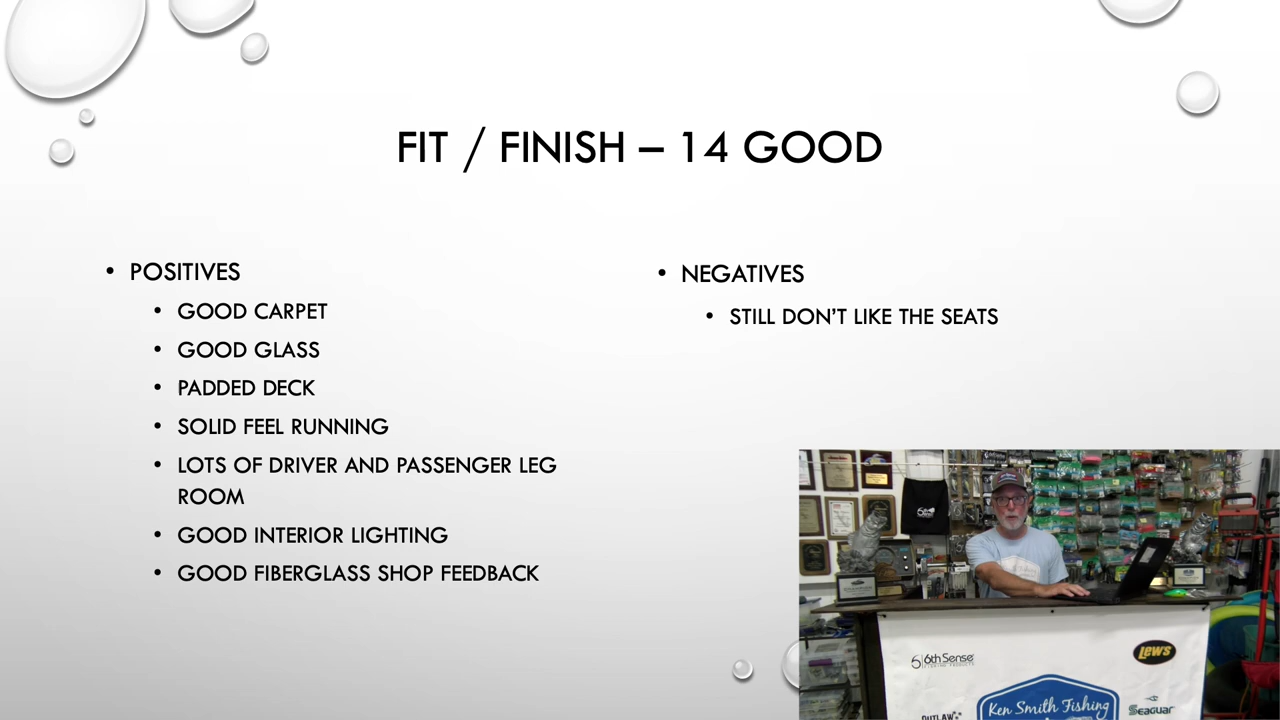 FIT / FINISH – 14 GOOD
• POSITIVES
• GOOD CARPET
• GOOD GLASS
• PADDED DECK
• SOLID FEEL RUNNING
• LOTS OF DRIVER AND PASSENGER LEG
ROOM
• GOOD INTERIOR LIGHTING
• GOOD FIBERGLASS SHOP FEEDBACK
• NEGATIVES
• STILL DON’T LIKE THE SEATS
6th Sense
Lew's
Ken Smith Fishing
Seaguar
OUTLAW